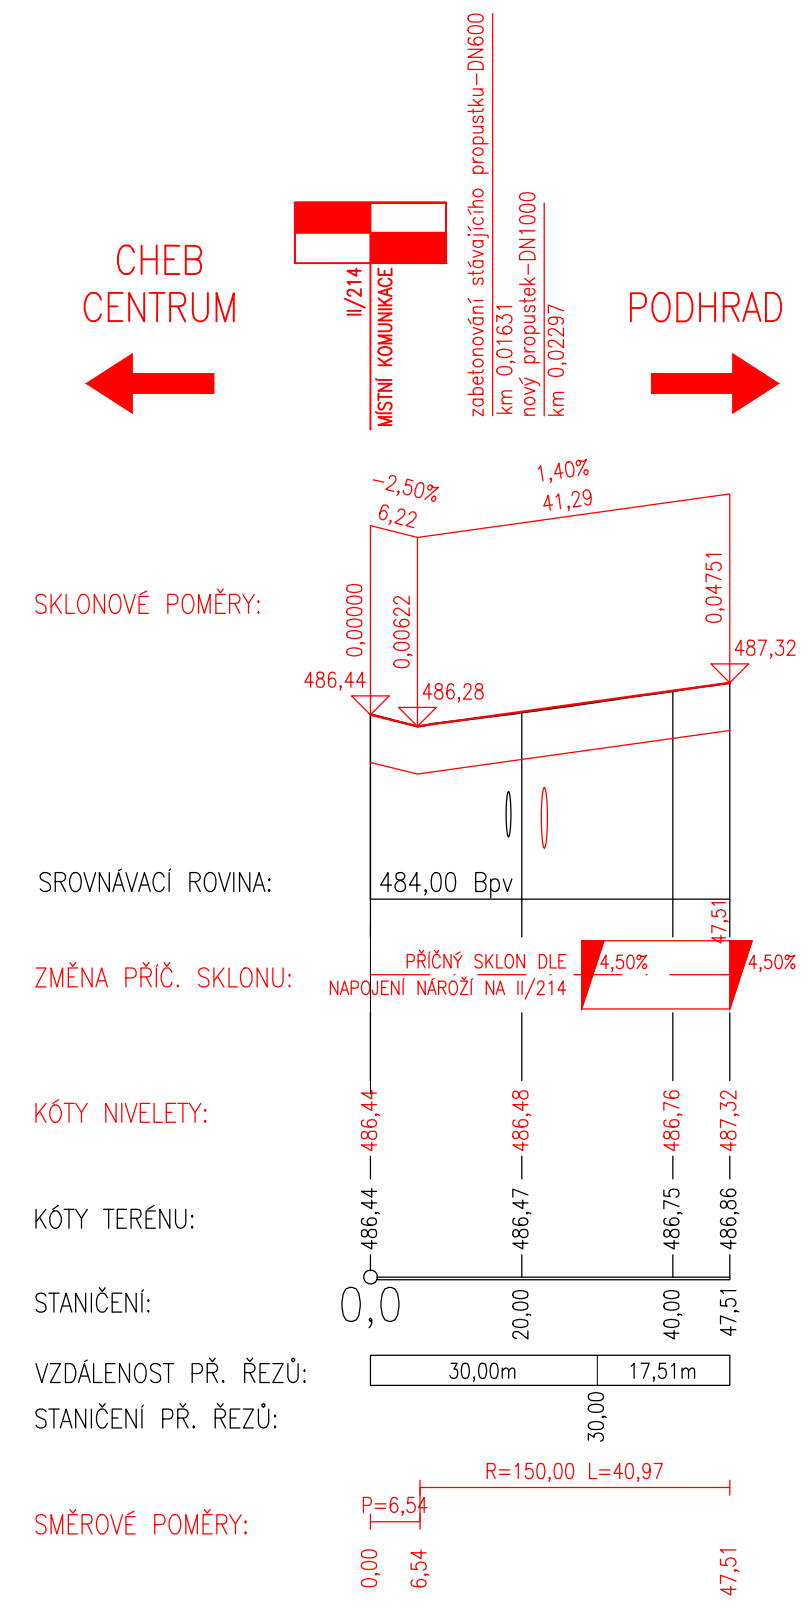 zabetonování stávajícího propustku-DN600
km 0,01631
nový propustek-DN1000
km 0,02297
II/214
MÍSTNÍ KOMUNIKACE
CHEB
CENTRUM
PODHRAD
-2,50%
6,22
1,40%
41,29
SKLONOVÉ POMĚRY:
0,00000
0,00622
0,04751
486,44
486,28
487,32
SROVNÁVACÍ ROVINA:
484,00 Bpv
47,51
ZMĚNA PŘÍČ. SKLONU:
PŘÍČNÝ SKLON DLE
NAPOJENÍ NÁROŽÍ NA II/214
4,50%
4,50%
KÓTY NIVELETY:
486,44
486,48
486,76
487,32
KÓTY TERÉNU:
486,44
486,47
486,75
486,86
STANIČENÍ:
0,0
20,00
40,00
47,51
VZDÁLENOST PŘ. ŘEZŮ:
30,00m
17,51m
STANIČENÍ PŘ. ŘEZŮ:
30,00
R=150,00 L=40,97
P=6,54
SMĚROVÉ POMĚRY:
0,00
6,54
47,51